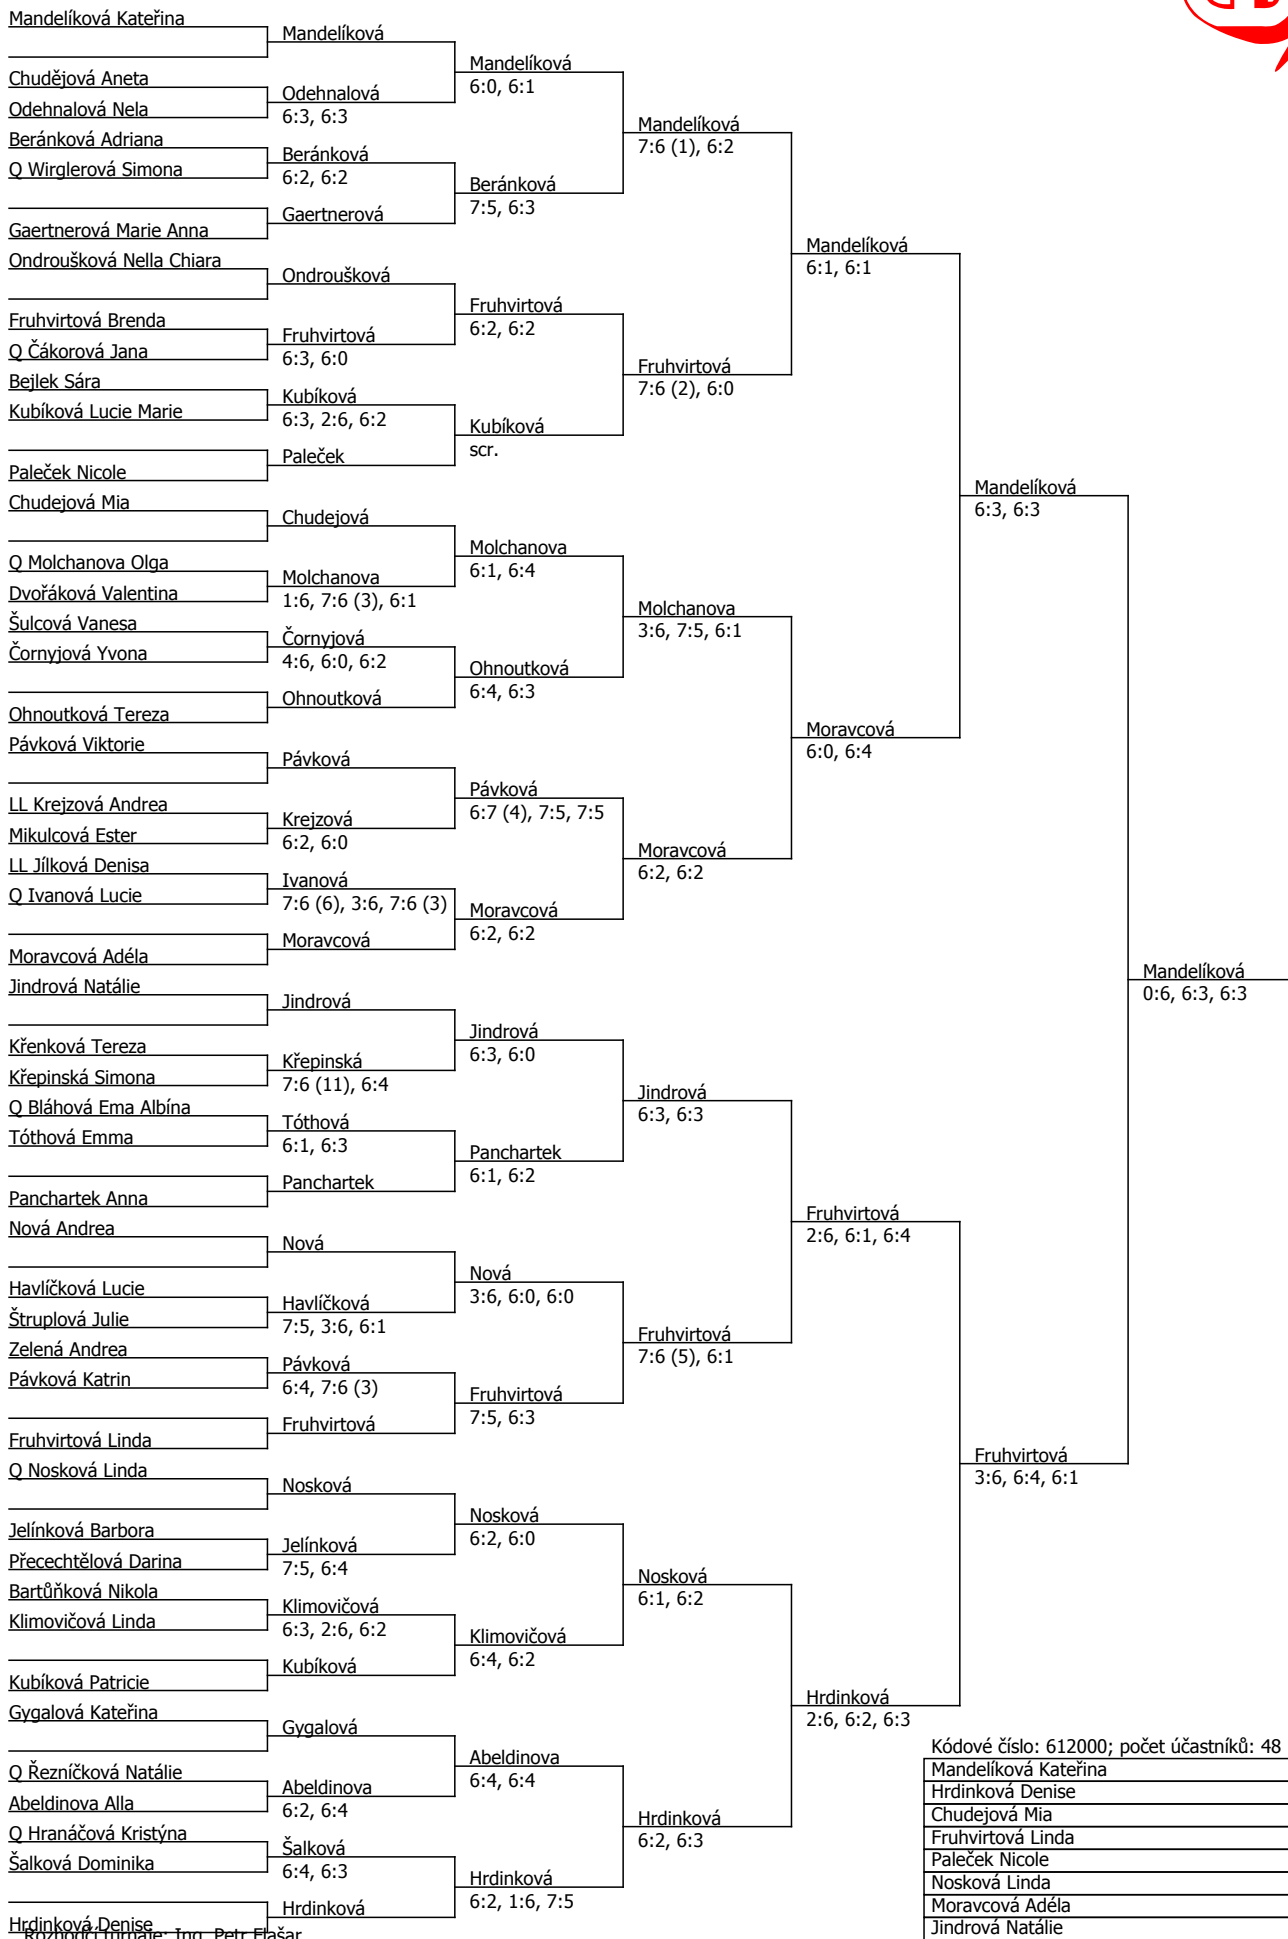 Mandelíková Kateřina
Chudějová Aneta
Odehnalová Nela
Beránková Adriana
Q Wirglerová Simona
Gaertnerová Marie Anna
Ondroušková Nella Chiara
Fruhvirtová Brenda
Q Čákorová Jana
Bejlek Sára
Kubíková Lucie Marie
Paleček Nicole
Chudejová Mia
Q Molchanova Olga
Dvořáková Valentina
Šulcová Vanesa
Čornyjová Yvona
Ohnoutková Tereza
Pávková Viktorie
LL Krejzová Andrea
Mikulcová Ester
LL Jílková Denisa
Q Ivanová Lucie
Moravcová Adéla
Jindrová Natálie
Křenková Tereza
Křepinská Simona
Q Bláhová Ema Albína
Tóthová Emma
Panchartek Anna
Nová Andrea
Havlíčková Lucie
Štruplová Julie
Zelená Andrea
Pávková Katrin
Fruhvirtová Linda
Q Nosková Linda
Jelínková Barbora
Přecechtělová Darina
Bartůňková Nikola
Klimovičová Linda
Kubíková Patricie
Gygalová Kateřina
Q Řezníčková Natálie
Abeldinova Alla
Q Hranáčová Kristýna
Šalková Dominika
Hrdinková Denise
Mandelíková
Odehnalová
6:3, 6:3
Beránková
6:2, 6:2
Gaertnerová
Ondroušková
Fruhvirtová
6:3, 6:0
Kubíková
6:3, 2:6, 6:2
Paleček
Chudejová
Molchanova
1:6, 7:6 (3), 6:1
Čornyjová
4:6, 6:0, 6:2
Ohnoutková
Pávková
Krejzová
6:2, 6:0
Ivanová
7:6 (6), 3:6, 7:6 (3)
Moravcová
Jindrová
Křepinská
7:6 (11), 6:4
Tóthová
6:1, 6:3
Panchartek
Nová
Havlíčková
7:5, 3:6, 6:1
Pávková
6:4, 7:6 (3)
Fruhvirtová
Nosková
Jelínková
7:5, 6:4
Klimovičová
6:3, 2:6, 6:2
Kubíková
Gygalová
Abeldinova
6:2, 6:4
Šalková
6:4, 6:3
Hrdinková
Mandelíková
6:0, 6:1
Beránková
7:5, 6:3
Fruhvirtová
6:2, 6:2
Kubíková
scr.
Molchanova
6:1, 6:4
Ohnoutková
6:4, 6:3
Pávková
6:7 (4), 7:5, 7:5
Moravcová
6:2, 6:2
Jindrová
6:3, 6:0
Panchartek
6:1, 6:2
Nová
3:6, 6:0, 6:0
Fruhvirtová
7:5, 6:3
Nosková
6:2, 6:0
Klimovičová
6:4, 6:2
Abeldinova
6:4, 6:4
Hrdinková
6:2, 1:6, 7:5
Mandelíková
7:6 (1), 6:2
Fruhvirtová
7:6 (2), 6:0
Molchanova
3:6, 7:5, 6:1
Moravcová
6:2, 6:2
Jindrová
6:3, 6:3
Fruhvirtová
7:6 (5), 6:1
Nosková
6:1, 6:2
Hrdinková
6:2, 6:3
Mandelíková
6:1, 6:1
Moravcová
6:0, 6:4
Fruhvirtová
2:6, 6:1, 6:4
Hrdinková
2:6, 6:2, 6:3
Mandelíková
6:3, 6:3
Fruhvirtová
3:6, 6:4, 6:1
Mandelíková
0:6, 6:3, 6:3
Kódové číslo: 612000; počet účastníků: 48
Mandelíková Kateřina
Hrdinková Denise
Chudejová Mia
Fruhvirtová Linda
Paleček Nicole
Nosková Linda
Moravcová Adéla
Jindrová Natálie
Rozhodčí turnaje: Ing. Petr Flašar